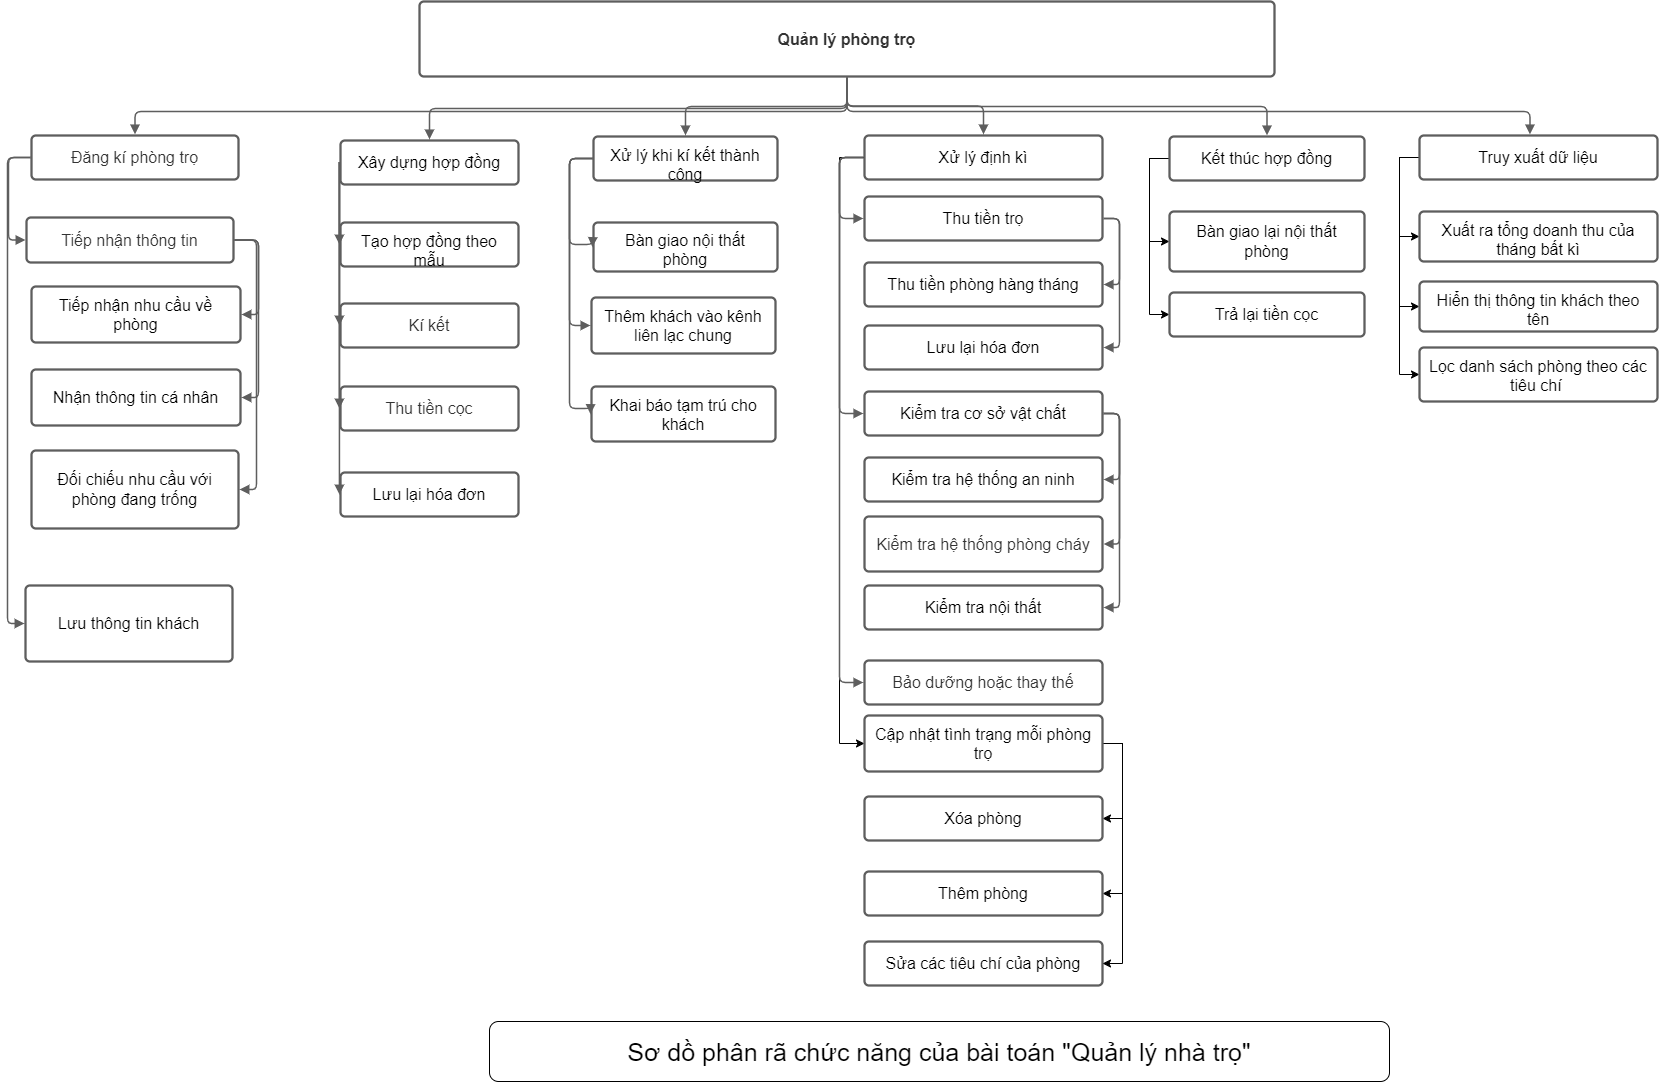 Quản lý phòng trọ
Đăng kí phòng trọ
Tiếp nhận thông tin
Tiếp nhận nhu cầu về
phòng
Nhận thông tin cá nhân
Đối chiếu nhu cầu với
phòng đang trống
Lưu thông tin khách
Xây dựng hợp đồng
Tạo hợp đồng theo
mẫu
Kí kết
Thu tiền cọc
Lưu lại hóa đơn
Xử lý khi kí kết thành
công
Bàn giao nội thất
phòng
Thêm khách vào kênh
liên lạc chung
Khai báo tạm trú cho
khách
Xử lý định kì
Thu tiền trọ
Thu tiền phòng hàng tháng
Lưu lại hóa đơn
Kiểm tra cơ sở vật chất
Kiểm tra hệ thống an ninh
Kiểm tra hệ thống phòng cháy
Kiểm tra nội thất
Bảo dưỡng hoặc thay thế
Cập nhật tình trạng mỗi phòng
trọ
Xóa phòng
Thêm phòng
Sửa các tiêu chí của phòng
Kết thúc hợp đồng
Bàn giao lại nội thất
phòng
Trả lại tiền cọc
Truy xuất dữ liệu
Xuất ra tổng doanh thu của
tháng bất kì
Hiển thị thông tin khách theo
tên
Lọc danh sách phòng theo các
tiêu chí
Sơ dồ phân rã chức năng của bài toán "Quản lý nhà trọ"